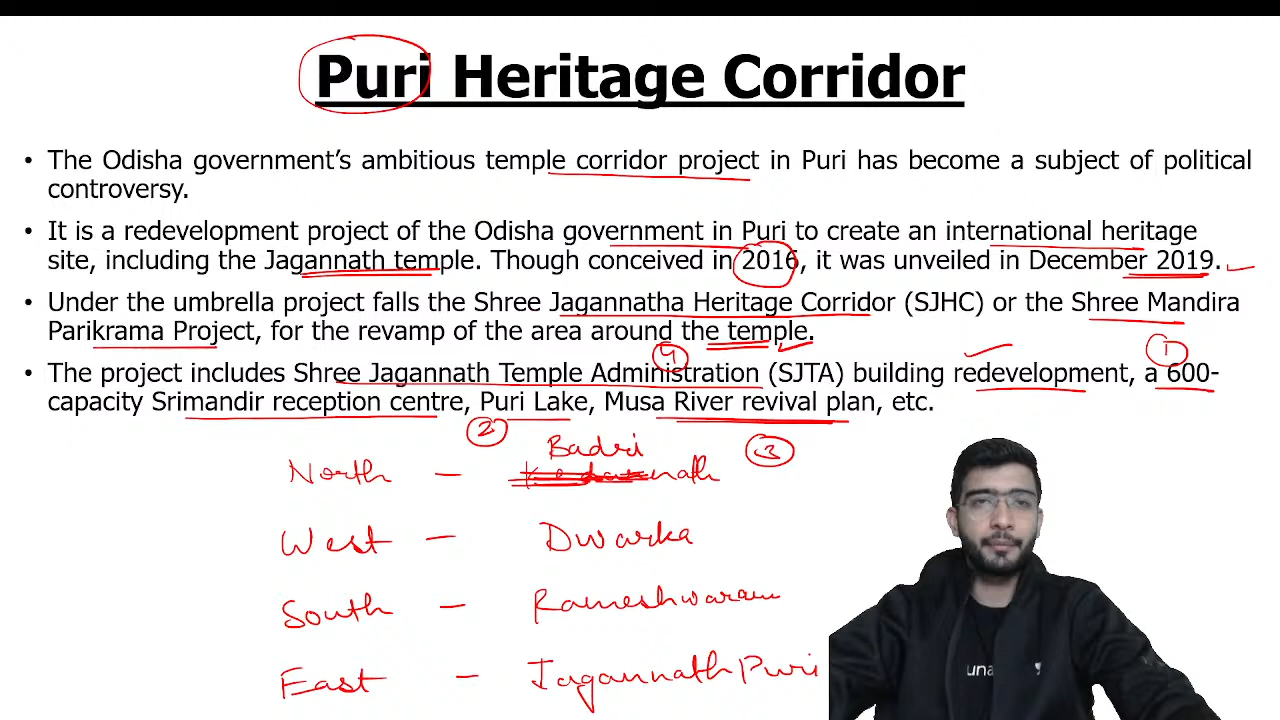 Puri Heritage Corridor
• The Odisha government's ambitious temple corridor project in Puri has become a subject of political
controversy.
• It is a redevelopment project of the Odisha government in Puri to create an international heritage
site, including the Jagannath temple. Though conceived in 2016, it was unveiled in December 2019.
• Under the umbrella project falls the Shree Jagannatha Heritage Corridor (SJHC) or the Shree Mandira
Parikrama Project, for the revamp of the area around the temple.
4 1
• The project includes Shree Jagannath Temple Administration (SJTA) building redevelopment, a 600-
capacity Srimandir reception centre, Puri Lake, Musa River revival plan, etc.
2 3
Badri
North - nath
West - Dwarka
South - Rameshwaram
East - Jagannath Puri
una